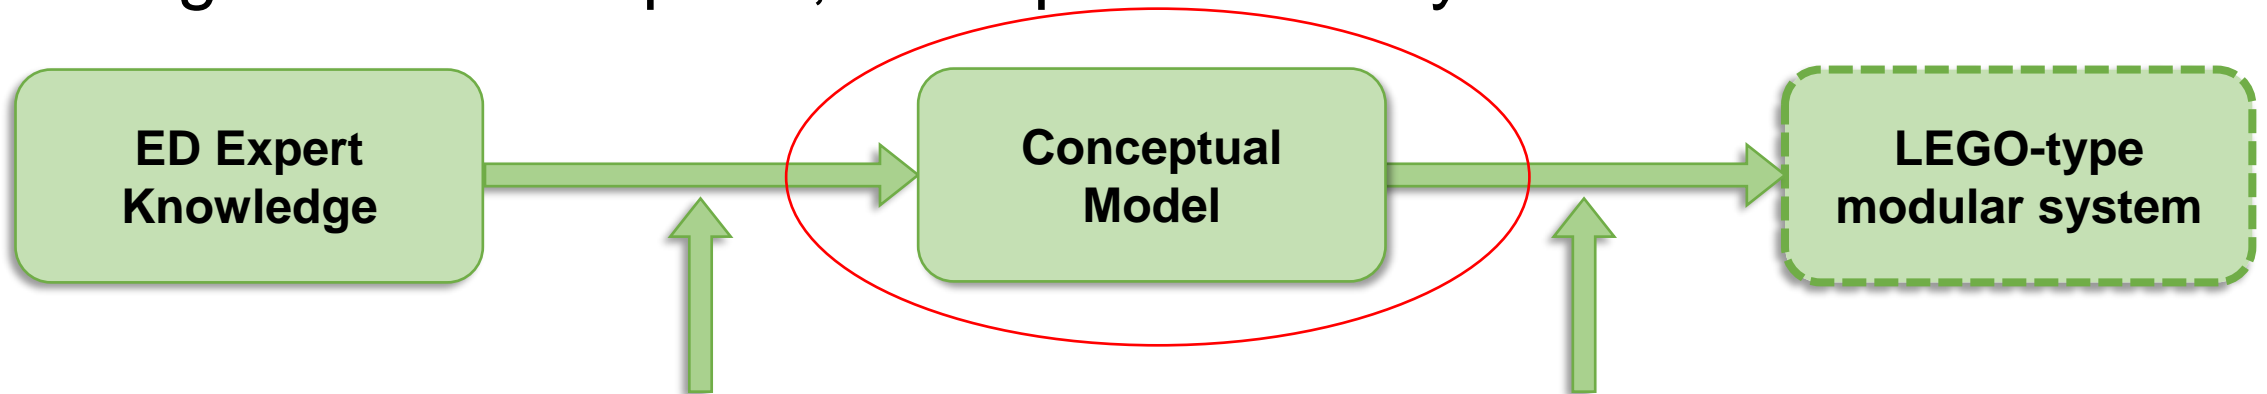 ED Expert
Knowledge
Conceptual
Model
LEGO-type
modular system